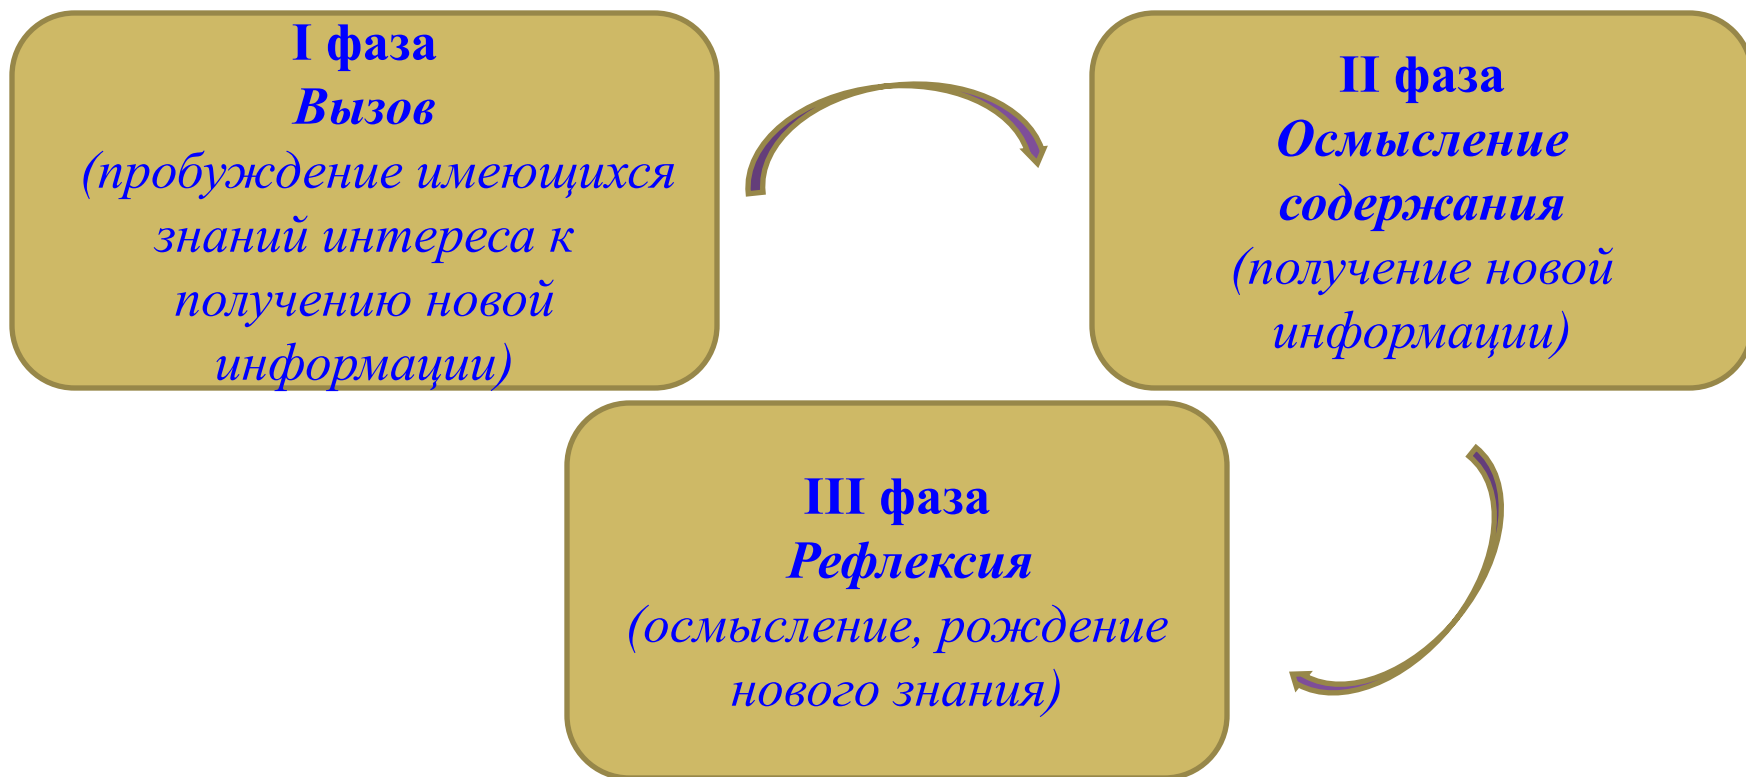 I фаза
Вызов
(пробуждение имеющихся
знаний интереса к
получению новой
информации)
II фаза
Осмысление
содержания
(получение новой
информации)
III фаза
Рефлексия
(осмысление, рождение
нового знания)